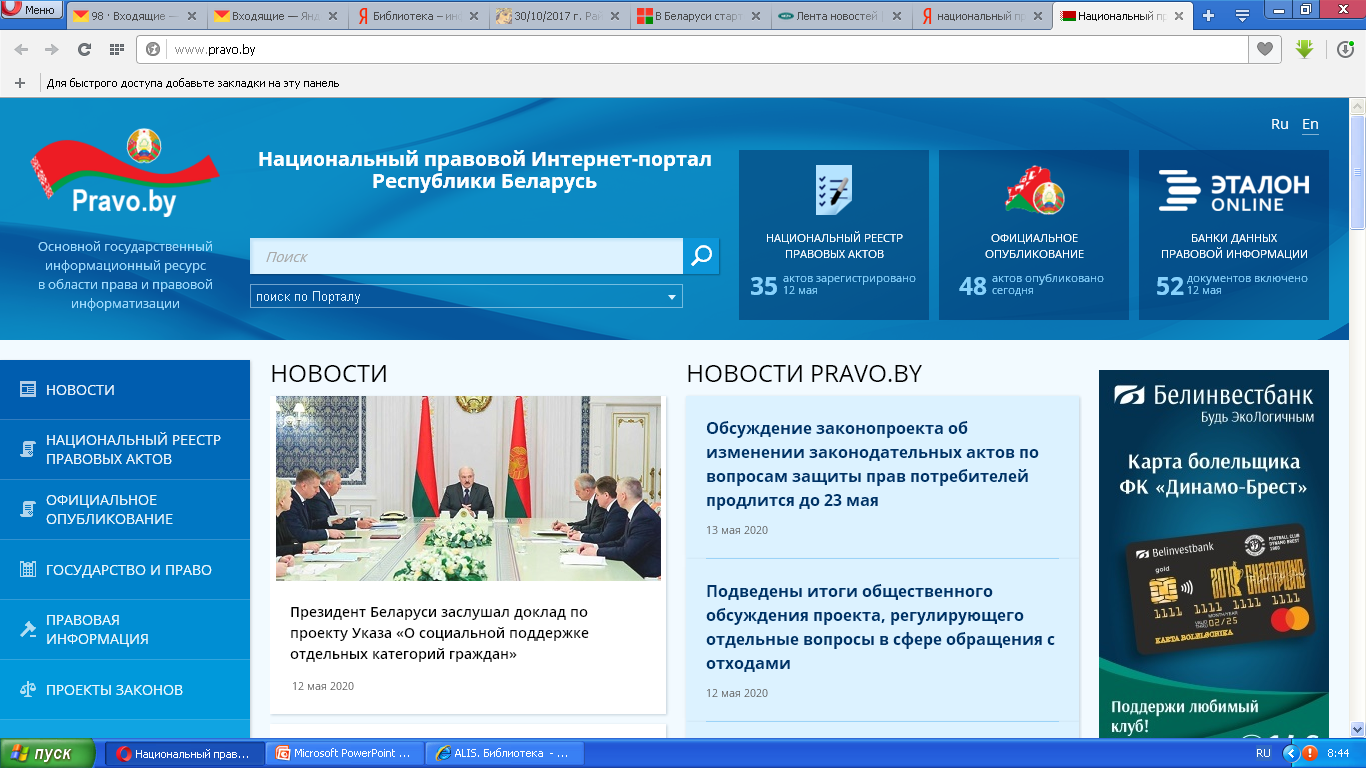 Меню
98 · Входящие —
Входящие — Янд
Библиотека – ин
30/10/2017 г. Ра
В Беларуси старт
Лента новостей
национальный п
Национальный п
www.pravo.by
Для быстрого доступа добавьте закладки на эту панель
Ru En
Pravo.by
Основной государственный
информационный ресурс
в области права и правовой
информатизации
Национальный правовой Интернет-портал
Республики Беларусь
Поиск
поиск по Порталу
НАЦИОНАЛЬНЫЙ РЕЕСТР
ПРАВОВЫХ АКТОВ
35 актов зарегистрировано
12 мая
ОФИЦИАЛЬНОЕ
ОПУБЛИКОВАНИЕ
48 актов опубликовано
сегодня
ЭТАЛОН
ONLINE
БАНКИ ДАННЫХ
ПРАВОВОЙ ИНФОРМАЦИИ
52 документов включено
12 мая
НОВОСТИ
НАЦИОНАЛЬНЫЙ РЕЕСТР
ПРАВОВЫХ АКТОВ
ОФИЦИАЛЬНОЕ
ОПУБЛИКОВАНИЕ
ГОСУДАРСТВО И ПРАВО
ПРАВОВАЯ
ИНФОРМАЦИЯ
ПРОЕКТЫ ЗАКОНОВ
НОВОСТИ
Президент Беларуси заслушал доклад по
проекту Указа «О социальной поддержке
отдельных категорий граждан»
12 мая 2020
НОВОСТИ PRAVO.BY
Обсуждение законопроекта об
изменении законодательных актов по
вопросам защиты прав потребителей
продлится до 23 мая
13 мая 2020
Подведены итоги общественного
обсуждения проекта, регулирующего
отдельные вопросы в сфере обращения с
отходами
12 мая 2020
Белинвестбанк
Будь ЭкоЛогичным
Карта болельщика
ФК «Динамо-Брест»
Belinvestbank
gold
1111 1111 1111 1111
02/25
KARTA BOLELSCHIKA
Поддержи любимый
клуб!
пуск
Национальный прав...
Microsoft PowerPoint ...
ALIS. Библиотека - ...
RU
8:44